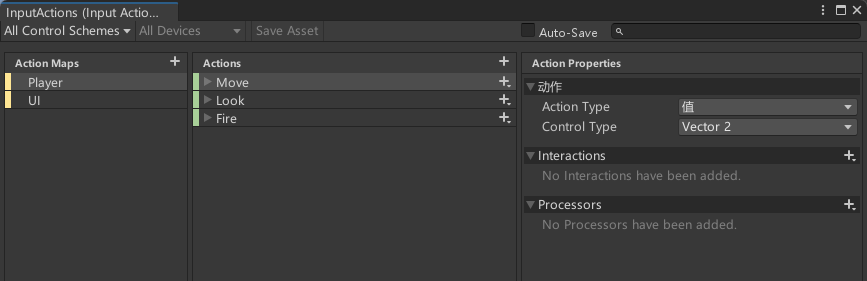 InputActions (Input Actio...
All Control Schemes All Devices Save Asset Auto-Save
Action Maps
Player
UI
Actions
Move
Look
Fire
Action Properties
动作
Action Type 值
Control Type Vector 2
Interactions
No Interactions have been added.
Processors
No Processors have been added.